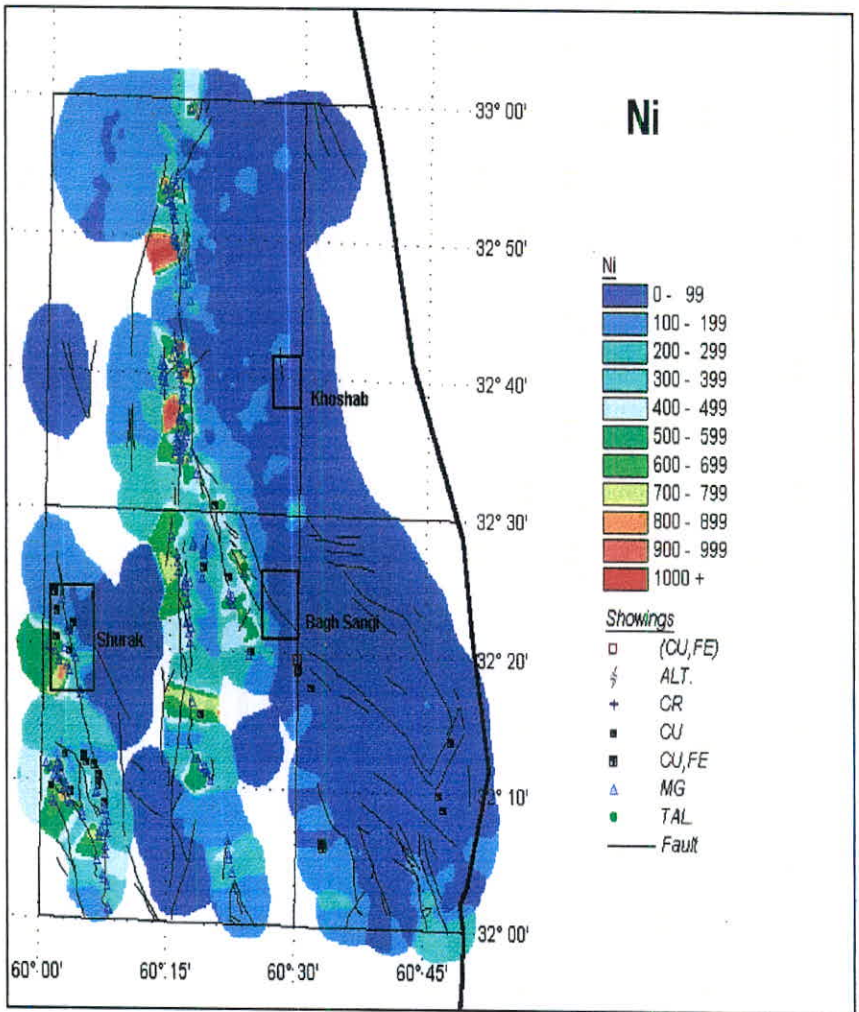 Ni
33° 00'
32° 50'
32° 40'
32° 30'
32° 20'
32° 10'
32° 00'
60° 00'
60° 15'
60° 30'
60° 45'
Khoshab
Bagh Sangi
Shurak
Ni
0 - 99
100 - 199
200 - 299
300 - 399
400 - 499
500 - 599
600 - 699
700 - 799
800 - 899
900 - 999
1000 +
Showings
(CU,FE)
ALT.
CR
CU
CU,FE
MG
TAL.
Fault